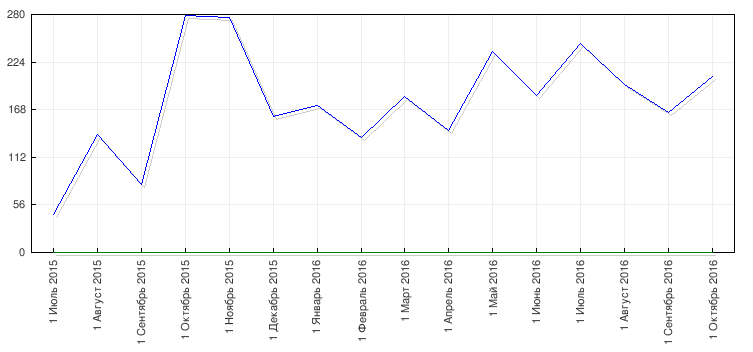 280
224
168
112
56
0
1 Июль 2015
1 Август 2015
1 Сентябрь 2015
1 Октябрь 2015
1 Ноябрь 2015
1 Декабрь 2015
1 Январь 2016
1 Февраль 2016
1 Март 2016
1 Апрель 2016
1 Май 2016
1 Июнь 2016
1 Июль 2016
1 Август 2016
1 Сентябрь 2016
1 Октябрь 2016